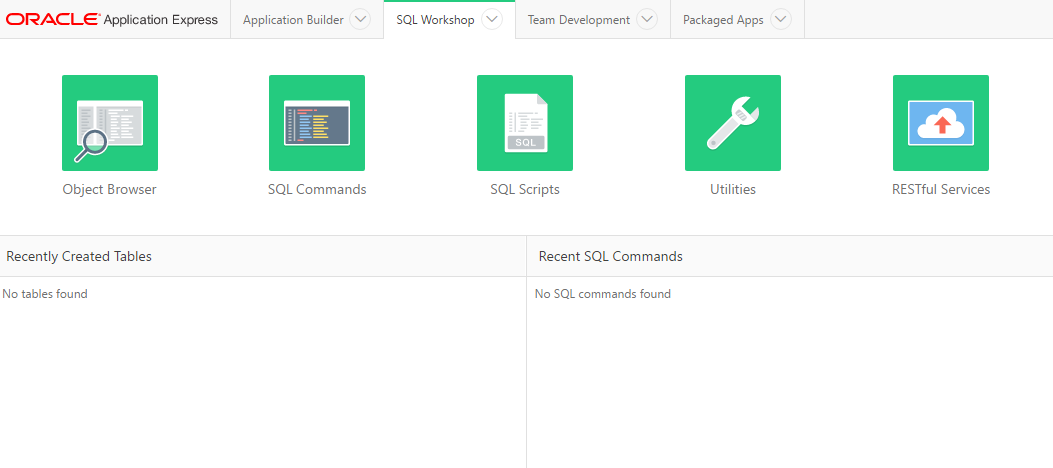 ORACLE Application Express
Application Builder
SQL Workshop
Team Development
Packaged Apps
SQL
Object Browser
SQL Commands
SQL Scripts
Utilities
RESTful Services
Recently Created Tables
Recent SQL Commands
No tables found
No SQL commands found